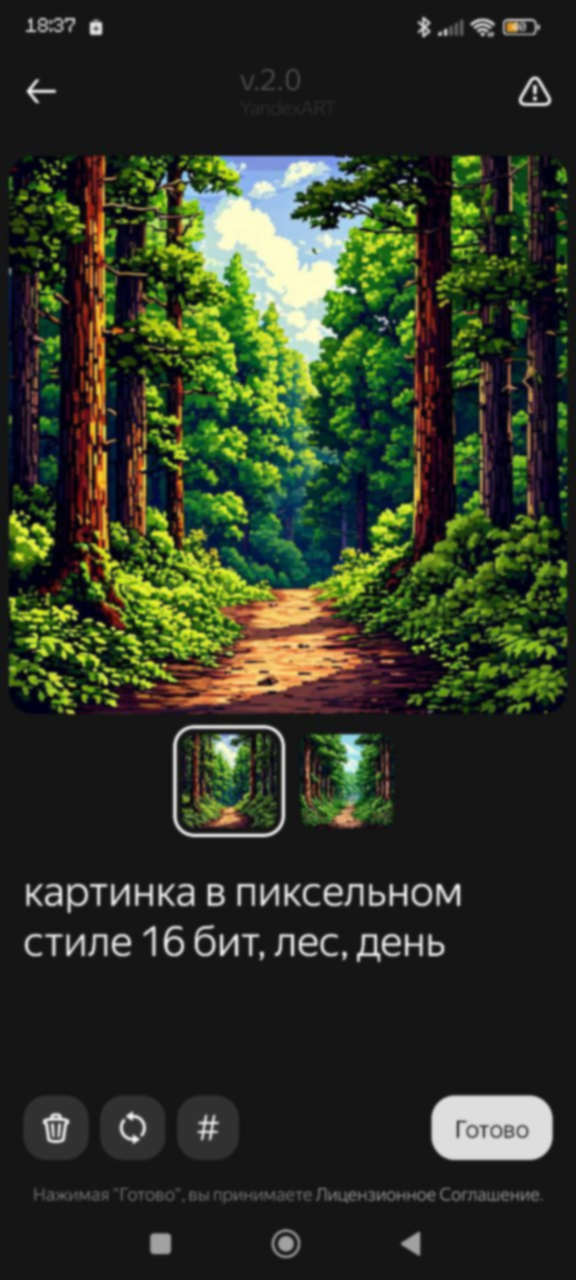 18:37
v.2.0
YandexART
картинка в пиксельном
стиле 16 бит, лес, день
#
Готово
Нажимая "Готово", вы принимаете Лицензионное Соглашение.